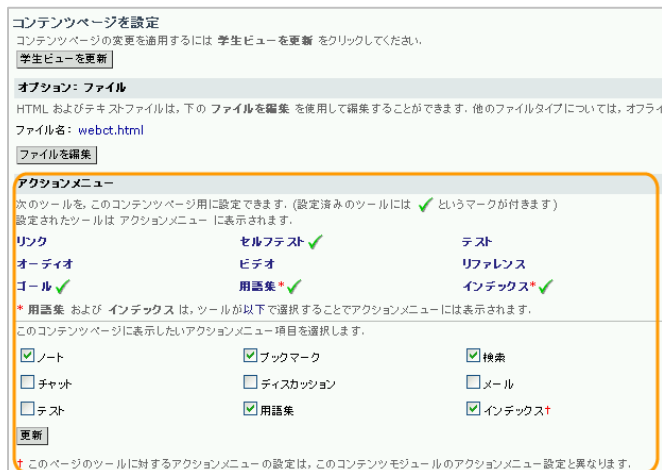 コンテンツページを設定
コンテンツページの変更を適用するには 学生ビューを更新 をクリックしてください.
学生ビューを更新
オプション: ファイル
HTML およびテキストファイルは, 下の ファイルを編集 を使用して編集することができます. 他のファイルタイプについては, オフライ
ファイル名: webct.html
ファイルを編集
アクションメニュー
次のツールを, このコンテンツページ用に設定できます. (設定済みのツールには ✓ というマークが付きます)
設定されたツールは アクションメニュー に表示されます.
リンク セルフテスト✓ テスト
オーディオ ビデオ リファレンス
ゴール✓ 用語集*✓ インデックス*✓
* 用語集 および インデックス は, ツールが以下で選択することでアクションメニューには表示されます.
このコンテンツページに表示したいアクションメニュー項目を選択します.
ノート ブックマーク 検索
チャット ディスカッション メール
テスト 用語集 インデックス†
更新
† このページのツールに対するアクションメニューの設定は, このコンテンツモジュールのアクションメニュー設定と異なります.